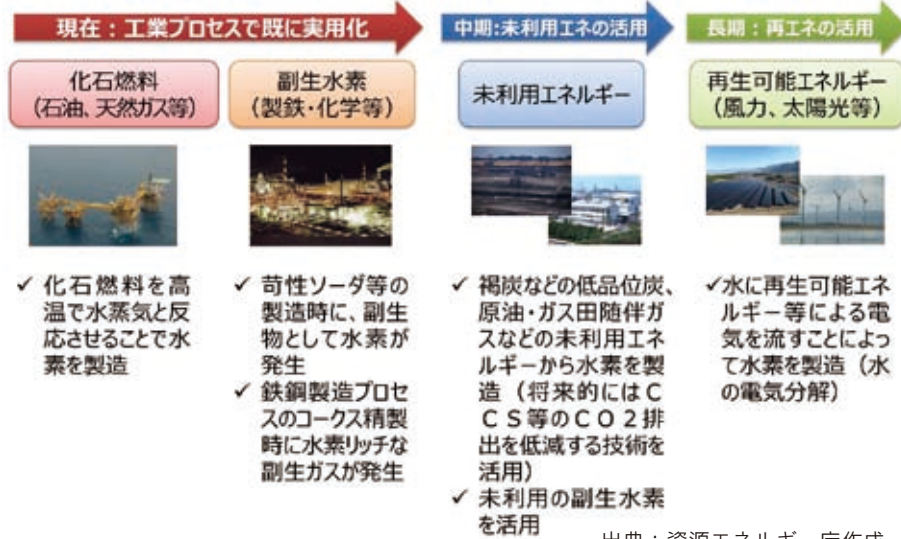 現在：工業プロセスで既に実用化
中期:未利用エネの活用
長期：再エネの活用
化石燃料
（石油、天然ガス等）
副生水素
（製鉄・化学等）
未利用エネルギー
再生可能エネルギー
（風力、太陽光等）
✓ 化石燃料を高
温で水蒸気と反
応させることで水
素を製造
✓ 苛性ソーダ等の
製造時に、副生
物として水素が
発生
✓ 鉄鋼製造プロセ
スのコークス精製
時に水素リッチな
副生ガスが発生
✓ 褐炭などの低品位炭、
原油・ガス田随伴ガ
スなどの未利用エネ
ルギーから水素を製
造（将来的にはC
CS等のCO2排
出を低減する技術を
活用）
✓ 未利用の副生水素
を活用
✓水に再生可能エネ
ルギー等による電
気を流すことによっ
て水素を製造（水
の電気分解）
出典：資源エネルギー庁作成